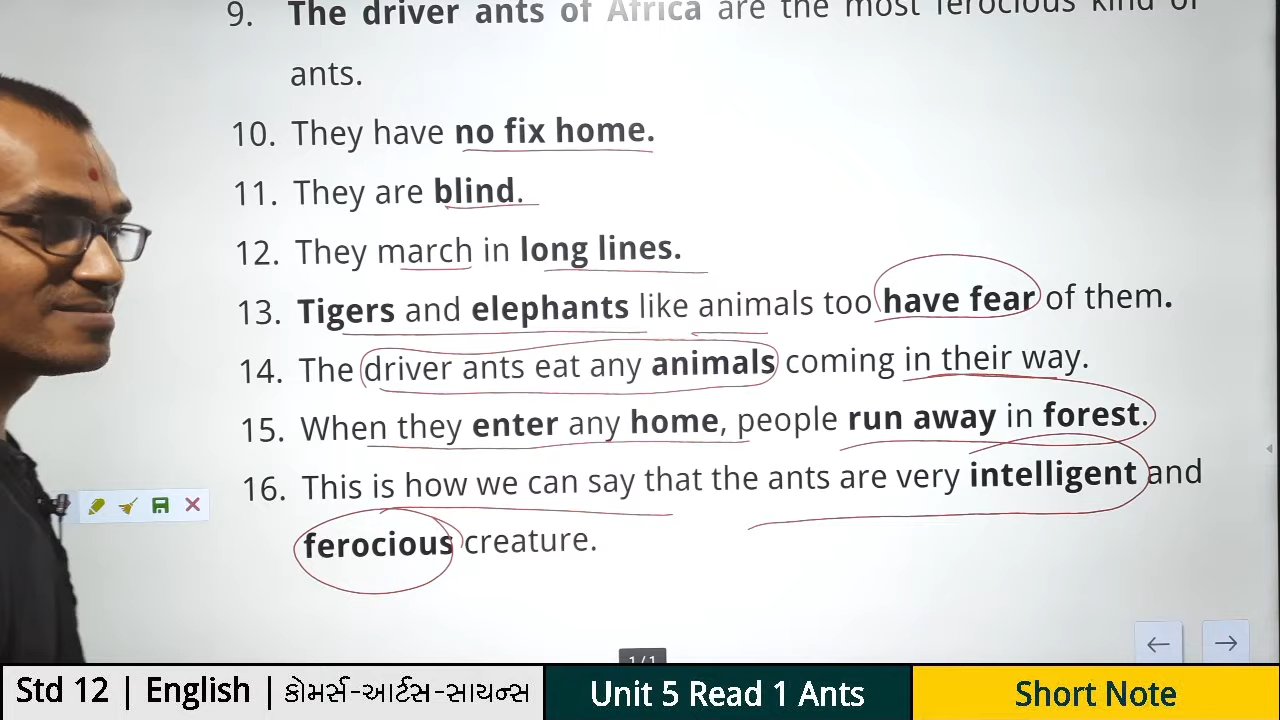 9. The driver ants of Africa are the most ferocious kind of
ants.
10. They have no fix home.
11. They are blind.
12. They march in long lines.
13. Tigers and elephants like animals too have fear of them.
14. The driver ants eat any animals coming in their way.
15. When they enter any home, people run away in forest.
16. This is how we can say that the ants are very intelligent and
ferocious creature.
1/1
Std 12 | English | કોમર્સ-આર્ટસ-સાયન્સ
Unit 5 Read 1 Ants
Short Note